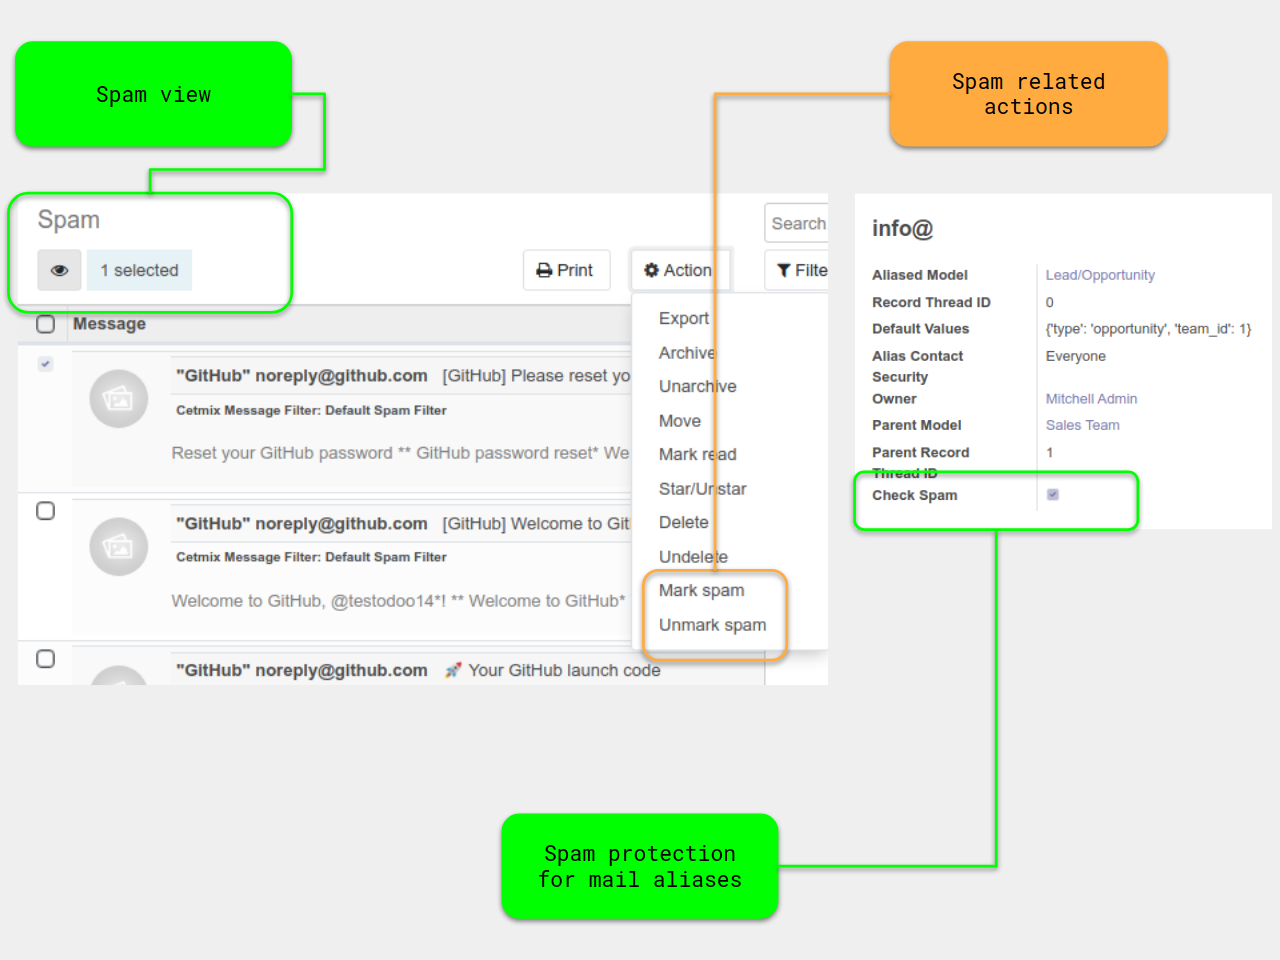 Spam view
Spam related
actions
Spam
1 selected
Print
Action
Search
Filte
Message
Export
Archive
Unarchive
Move
Mark read
Star/Unstar
Delete
Undelete
Mark spam
Unmark spam
"GitHub" noreply@github.com [GitHub] Please reset yo
Cetmix Message Filter: Default Spam Filter
Reset your GitHub password ** GitHub password reset* We
"GitHub" noreply@github.com [GitHub] Welcome to Git
Cetmix Message Filter: Default Spam Filter
Welcome to GitHub, @testodoo14*! ** Welcome to GitHub*
"GitHub" noreply@github.com 🚀 Your GitHub launch code
info@
Aliased Model Lead/Opportunity
Record Thread ID 0
Default Values {'type': 'opportunity', 'team_id': 1}
Alias Contact Everyone
Security
Owner Mitchell Admin
Parent Model Sales Team
Parent Record 1
Thread ID
Check Spam
Spam protection
for mail aliases